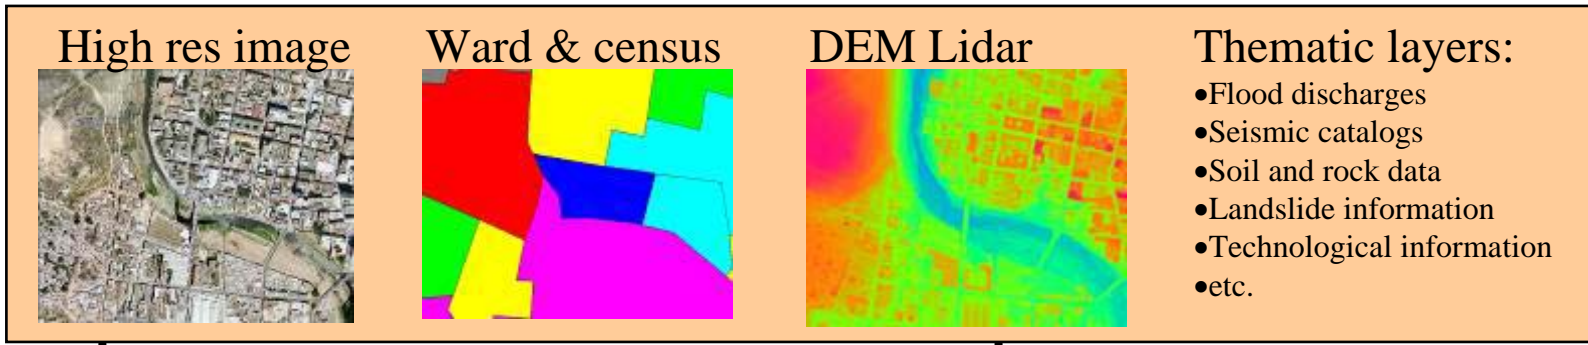 High res image
Ward & census
DEM Lidar
Thematic layers:
•Flood discharges
•Seismic catalogs
•Soil and rock data
•Landslide information
•Technological information
•etc.